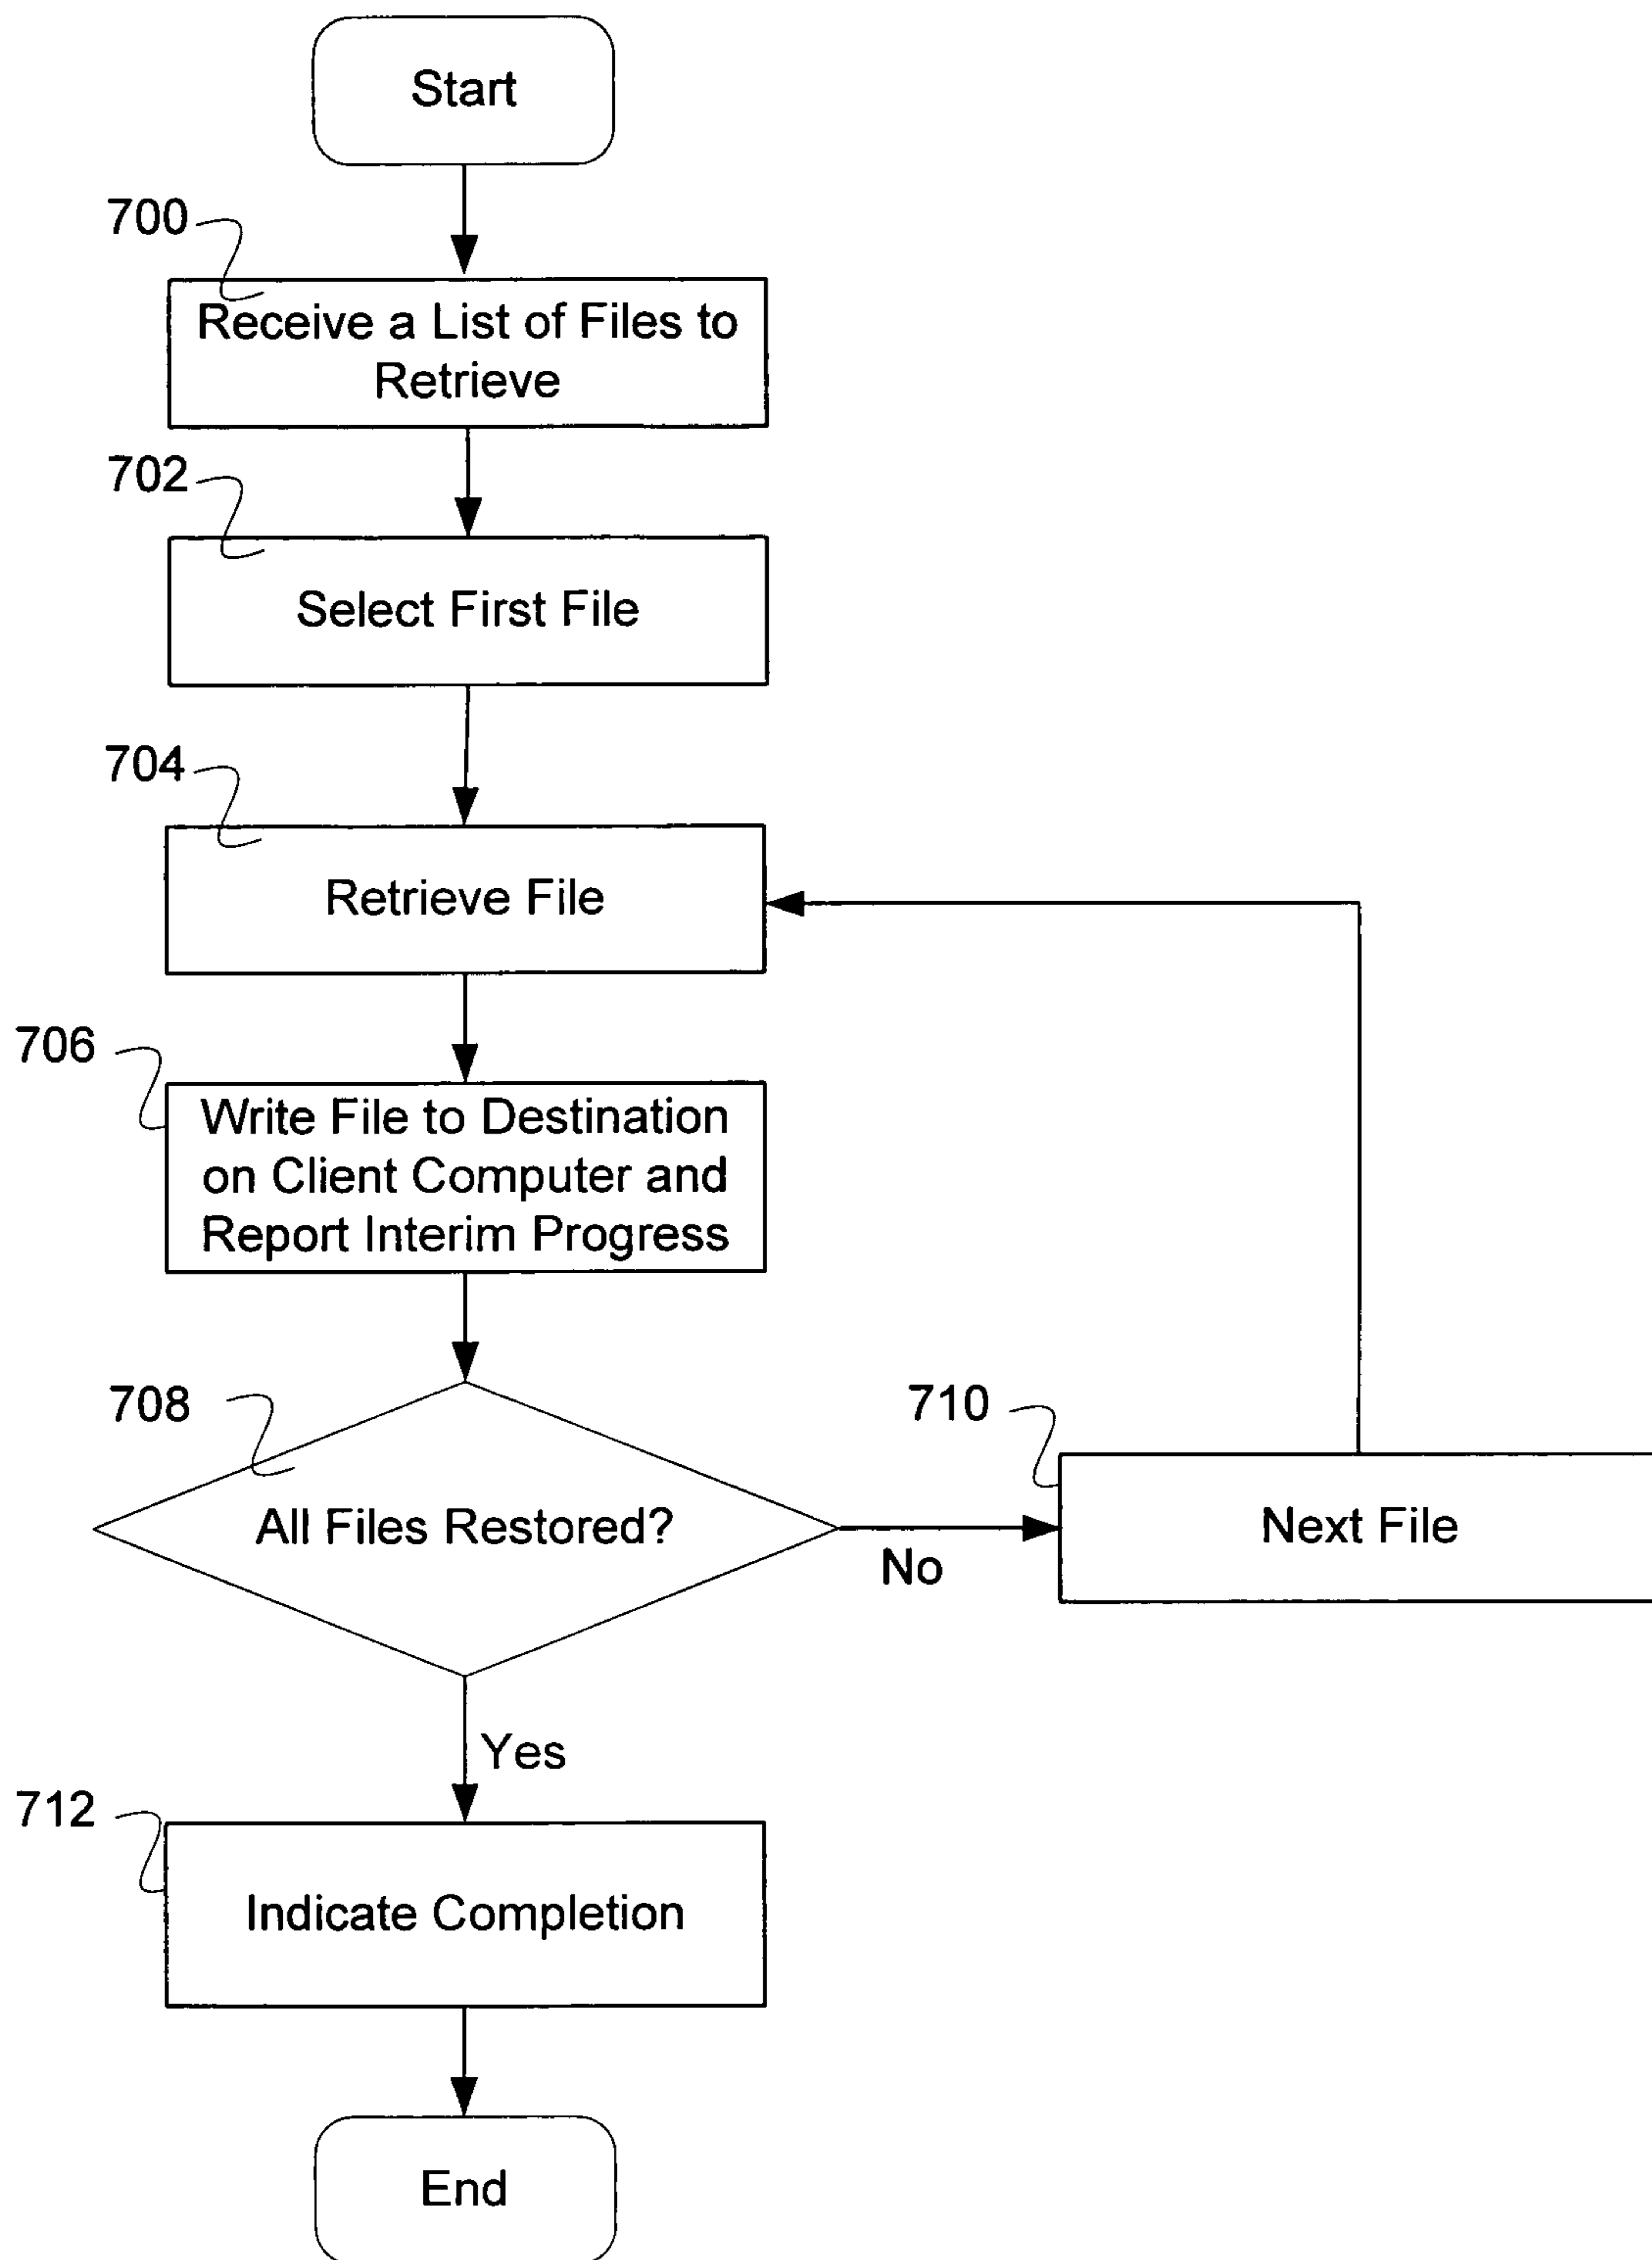 Start
700
Receive a List of Files to
Retrieve
702
Select First File
704
Retrieve File
706
Write File to Destination
on Client Computer and
Report Interim Progress
708
All Files Restored?
No
710
Next File
Yes
712
Indicate Completion
End